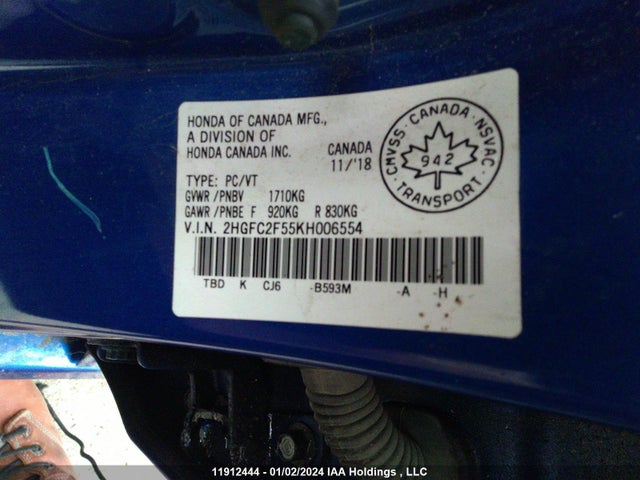 HONDA OF CANADA MFG.,
A DIVISION OF
HONDA CANADA INC.
CANADA
11/'18
TYPE: PC/VT
GVWR /PNBV 1710KG
GAWR /PNBE F 920KG R 830KG
V.I.N. 2HGFC2F55KH006554
TBD K CJ6 -B593M -A -H
CMVSS · CANADA · NSVAC
942
TRANSPORT
11912444 - 01/02/2024 IAA Holdings , LLC